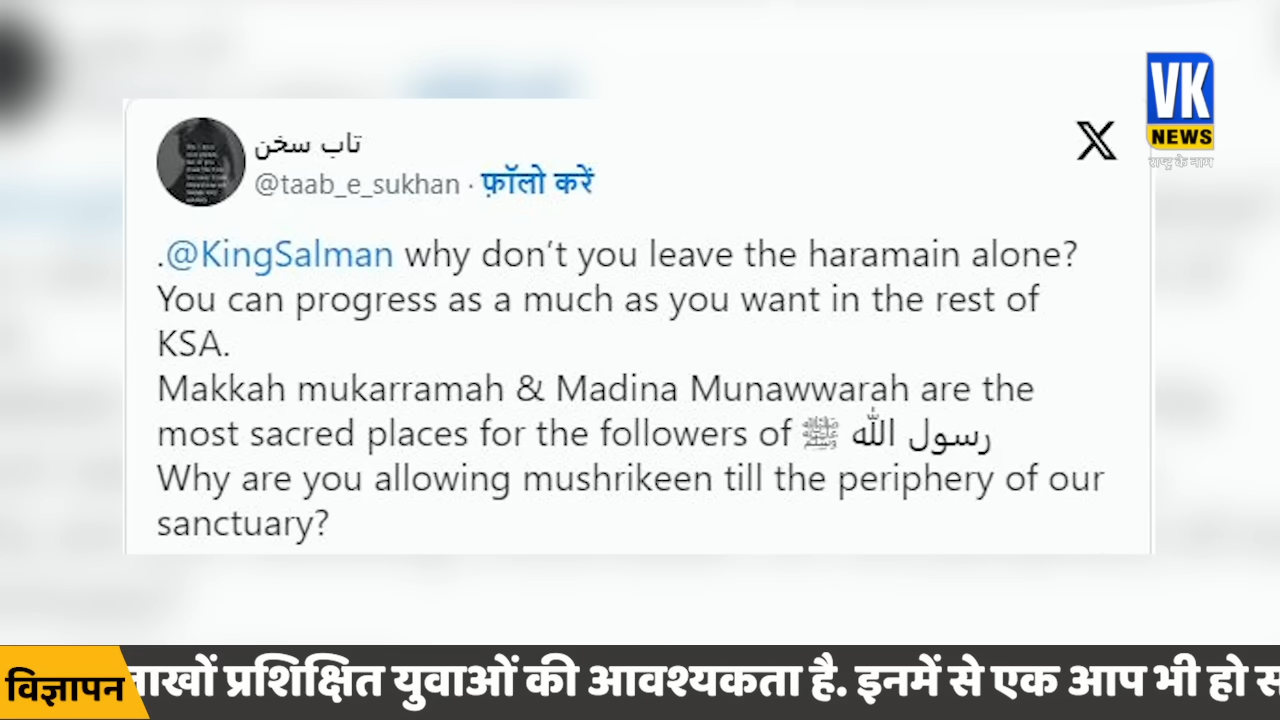 VK
NEWS
राष्ट्र के नाम
تاب سخن
@taab_e_sukhan · फ़ॉलो करें
.@KingSalman why don’t you leave the haramain alone?
You can progress as a much as you want in the rest of
KSA.
Makkah mukarramah & Madina Munawwarah are the
most sacred places for the followers of رسول الله ﷺ
Why are you allowing mushrikeen till the periphery of our
sanctuary?
विज्ञापन
प्रशिक्षित युवाओं की आवश्यकता है. इनमें से एक आप भी हो